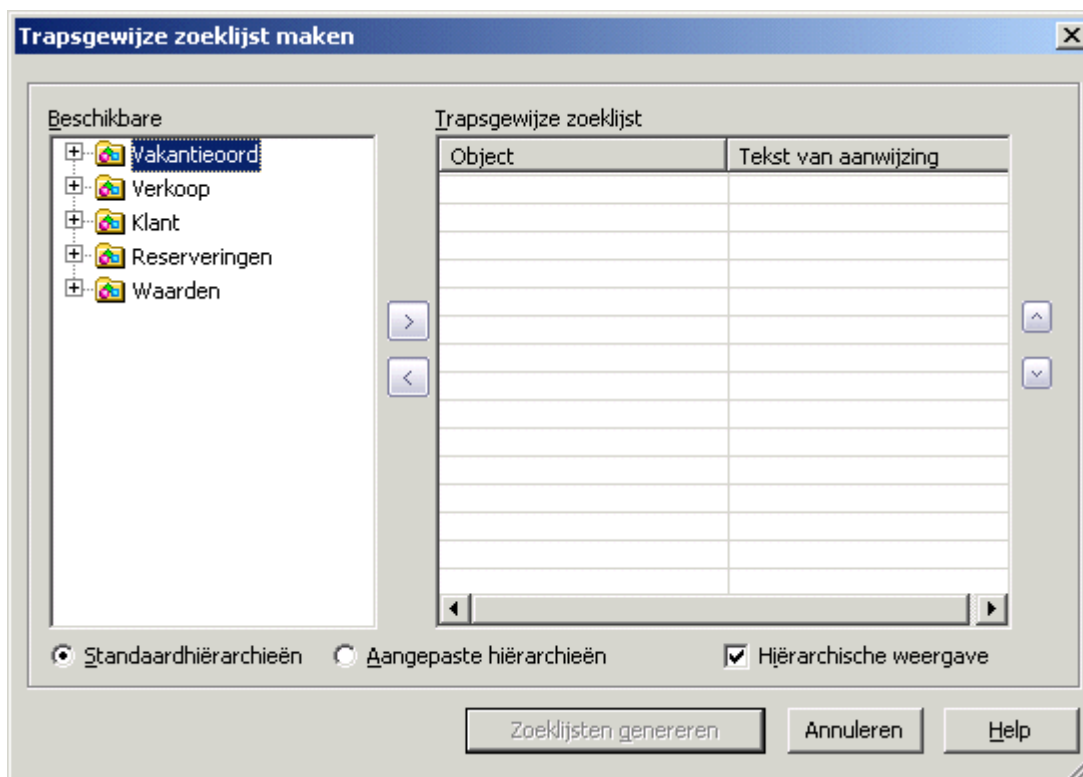 Trapsgewijze zoeklijst maken
Beschikbare
Vakantieoord
Verkoop
Klant
Reserveringen
Waarden
Trapsgewijze zoeklijst
Object Tekst van aanwijzing
Standaardhiërarchieën Aangepaste hiërarchieën Hiërarchische weergave
Zoeklijsten genereren Annuleren Help